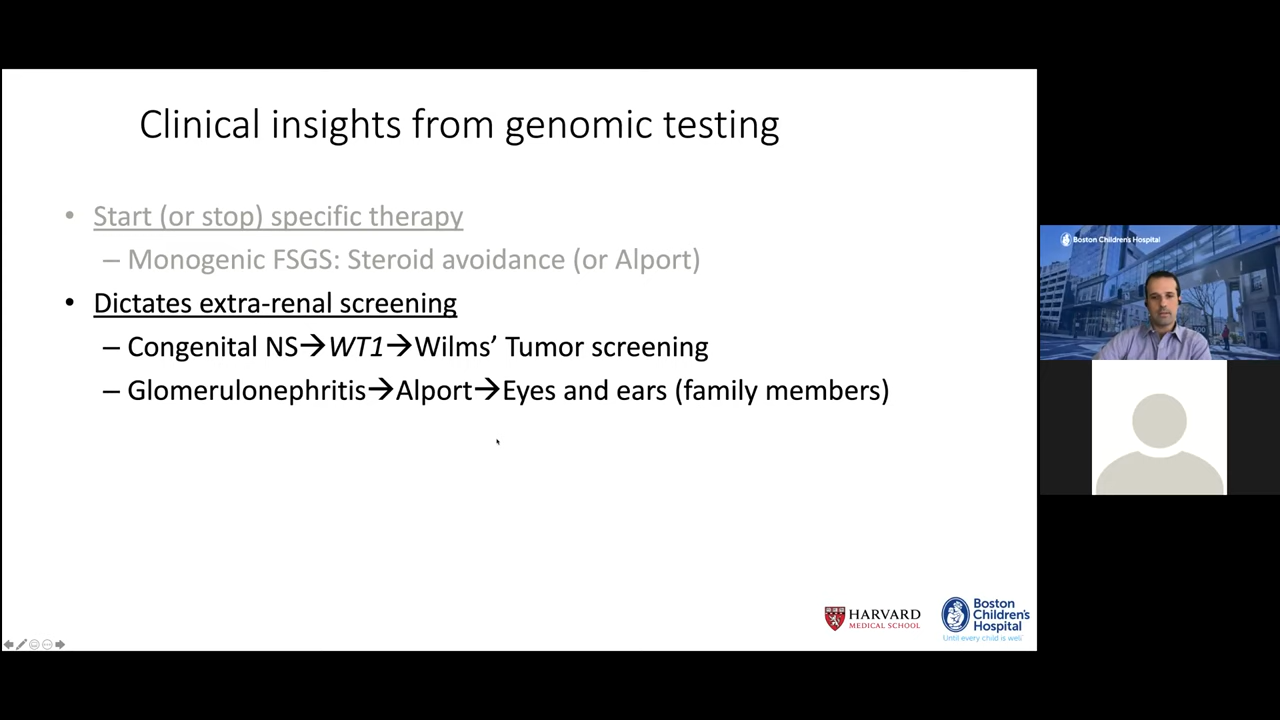 Clinical insights from genomic testing
• Start (or stop) specific therapy
– Monogenic FSGS: Steroid avoidance (or Alport)
• Dictates extra-renal screening
– Congenital NS→WT1→Wilms’ Tumor screening
– Glomerulonephritis→Alport→Eyes and ears (family members)
HARVARD
MEDICAL SCHOOL
Boston
Children's
Hospital
Until every child is well
Boston Children's Hospital